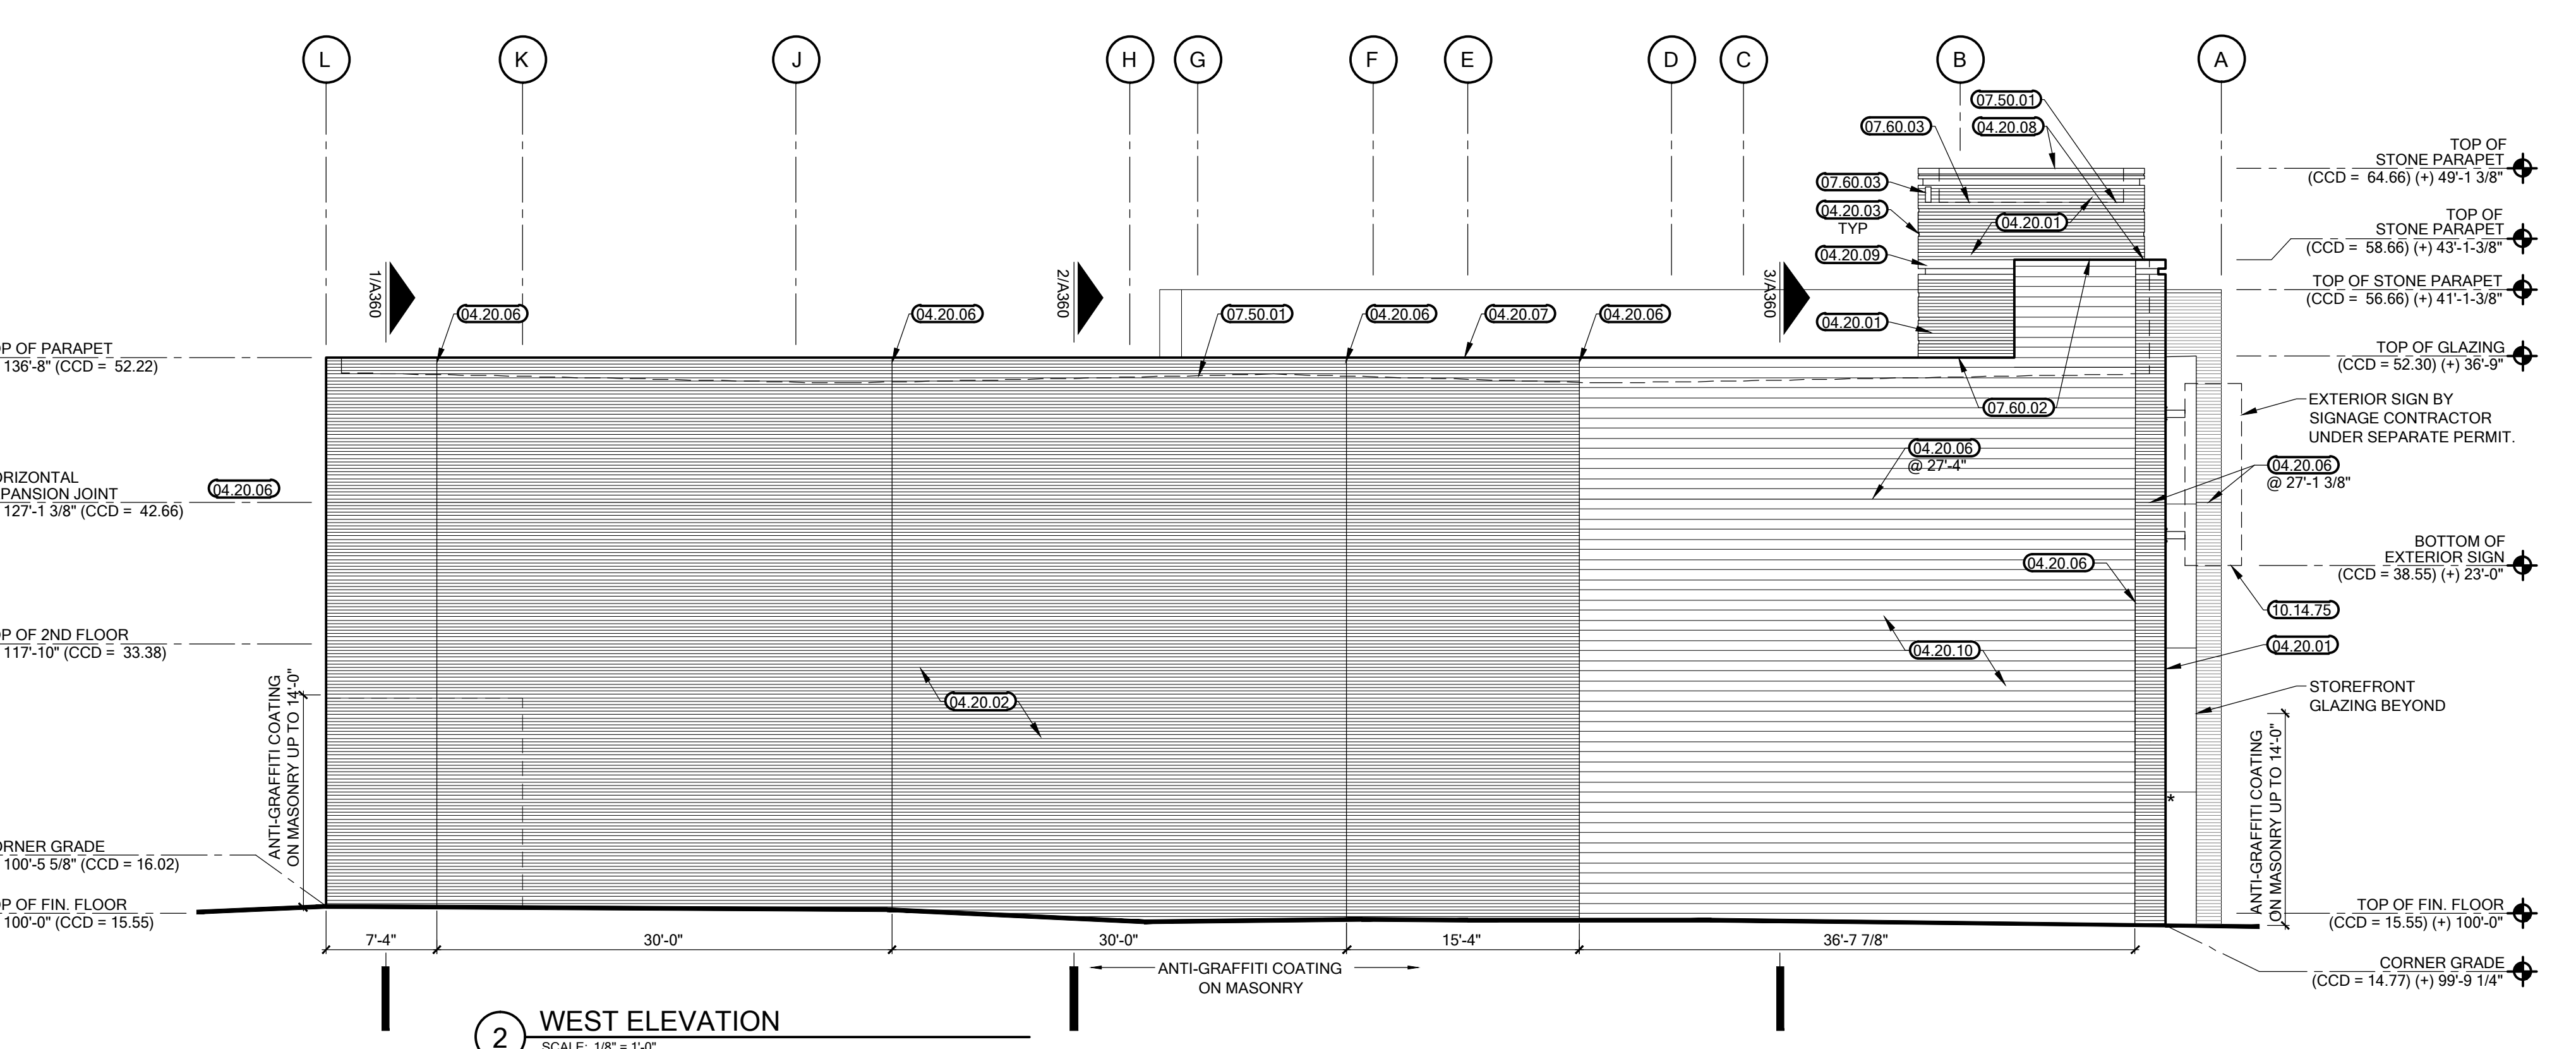 L K J H G F E D C B A
07.50.01
07.60.03 04.20.08
07.60.03
04.20.03
TYP
04.20.01
04.20.09
04.20.01
TOP OF
STONE PARAPET
(CCD = 64.66) (+) 49'-1 3/8"
TOP OF
STONE PARAPET
(CCD = 58.66) (+) 43'-1-3/8"
TOP OF STONE PARAPET
(CCD = 56.66) (+) 41'-1-3/8"
TOP OF GLAZING
(CCD = 52.30) (+) 36'-9"
1/A360
2/A360
3/A360
04.20.06 04.20.06 07.50.01 04.20.06 04.20.07 04.20.06
OP OF PARAPET
136'-8" (CCD = 52.22)
07.60.02
EXTERIOR SIGN BY
SIGNAGE CONTRACTOR
UNDER SEPARATE PERMIT.
04.20.06
@ 27'-4"
04.20.06
@ 27'-1 3/8"
ORIZONTAL
PANSION JOINT
127'-1 3/8" (CCD = 42.66)
04.20.06
BOTTOM OF
EXTERIOR SIGN
(CCD = 38.55) (+) 23'-0"
04.20.06
10.14.75
04.20.01
OP OF 2ND FLOOR
117'-10" (CCD = 33.38)
04.20.10
04.20.02
STOREFRONT
GLAZING BEYOND
ANTI-GRAFFITI COATING
ON MASONRY UP TO 14'-0"
ANTI-GRAFFITI COATING
ON MASONRY UP TO 14'-0"
*
ORNER GRADE
100'-5 5/8" (CCD = 16.02)
OP OF FIN. FLOOR
100'-0" (CCD = 15.55)
TOP OF FIN. FLOOR
(CCD = 15.55) (+) 100'-0"
7'-4" 30'-0" 30'-0" 15'-4" 36'-7 7/8"
ANTI-GRAFFITI COATING
ON MASONRY
CORNER GRADE
(CCD = 14.77) (+) 99'-9 1/4"
2 WEST ELEVATION
SCALE: 1/8" = 1'-0"